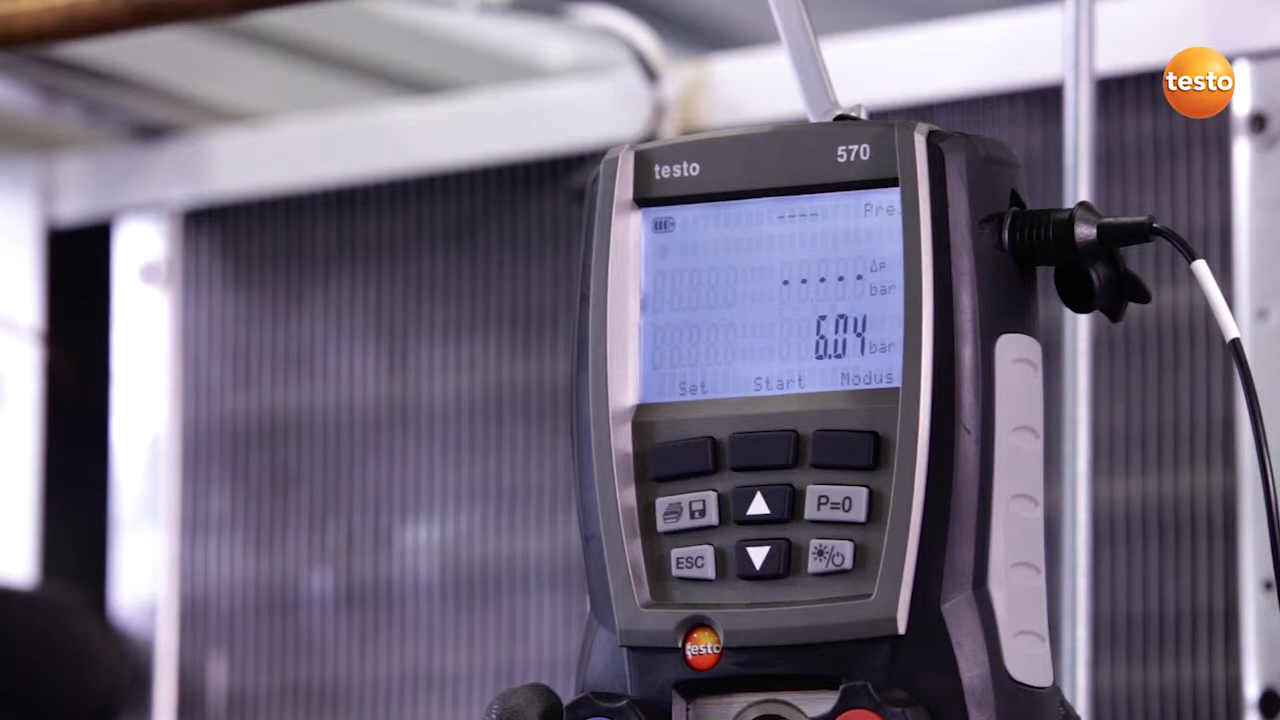 testo
testo 570
---- Pre
Δp
bar
6.04 bar
Set Start Modus
P=0
ESC
testo